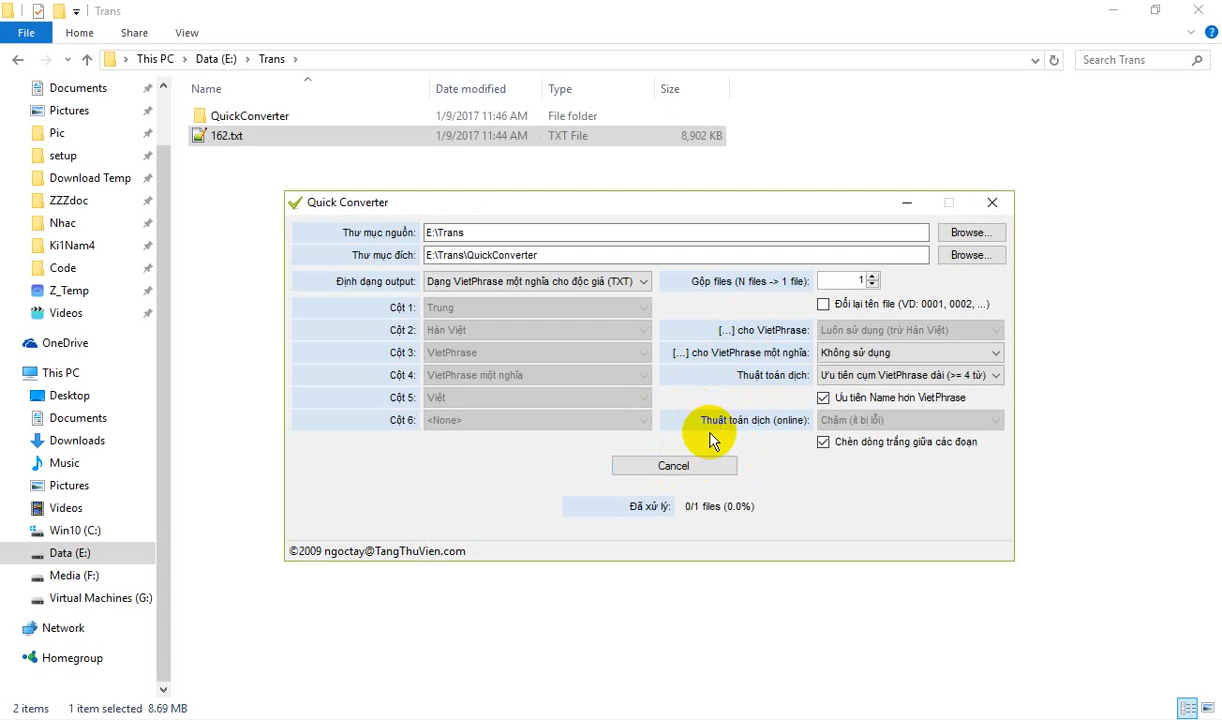 Trans
File Home Share View
This PC Data (E:) Trans
Search Trans
Name Date modified Type Size
QuickConverter 1/9/2017 11:46 AM File folder
162.txt 1/9/2017 11:44 AM TXT File 8,902 KB
Documents
Pictures
Pic
setup
Download Temp
ZZZdoc
Nhac
Ki1Nam4
Code
Z_Temp
Videos
OneDrive
This PC
Desktop
Documents
Downloads
Music
Pictures
Videos
Win10 (C:)
Data (E:)
Media (F:)
Virtual Machines (G:)
Network
Homegroup
Quick Converter
Thư mục nguồn: E:\Trans Browse...
Thư mục đích: E:\Trans\QuickConverter Browse...
Định dạng output: Dạng VietPhrase một nghĩa cho độc giả (TXT) Gộp files (N files -> 1 file): 1
Cột 1: Trung Đổi lại tên file (VD: 0001, 0002, ...)
Cột 2: Hán Việt [...] cho VietPhrase: Luôn sử dụng (trừ Hán Việt)
Cột 3: VietPhrase [...] cho VietPhrase một nghĩa: Không sử dụng
Cột 4: VietPhrase một nghĩa Thuật toán dịch: Ưu tiên cụm VietPhrase dài (>= 4 từ)
Cột 5: Việt Ưu tiên Name hơn VietPhrase
Cột 6: <None> Thuật toán dịch (online): Chậm (ít bị lỗi)
Chèn dòng trắng giữa các đoạn
Cancel
Đã xử lý: 0/1 files (0.0%)
©2009 ngoctay@TangThuVien.com
2 items 1 item selected 8.69 MB